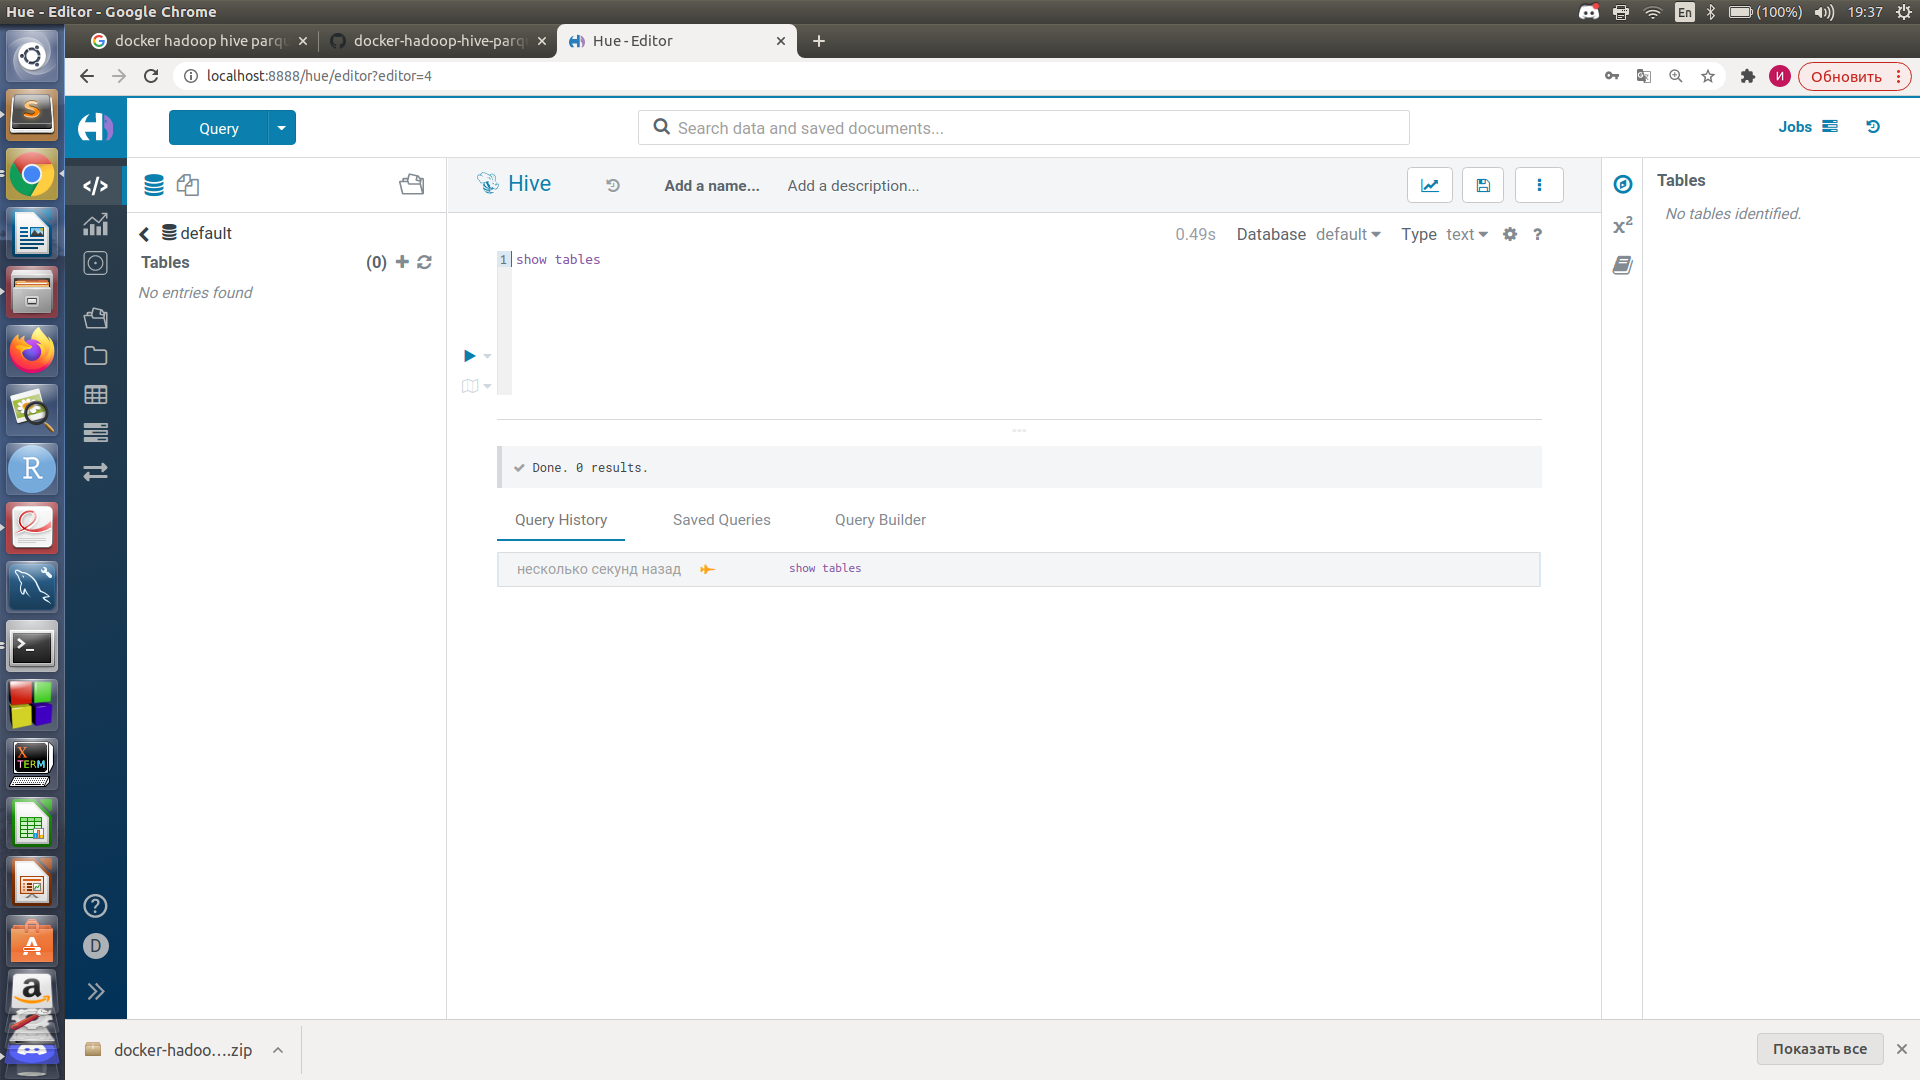 Hue - Editor - Google Chrome
En
(100%)
19:37
docker hadoop hive parqu
docker-hadoop-hive-parqu
Hue - Editor
localhost:8888/hue/editor?editor=4
И
Обновить
Query
Search data and saved documents...
Jobs
Hive
Add a name...
Add a description...
Tables
No tables identified.
default
0.49s
Database default
Type text
?
Tables
(0)
1 show tables
No entries found
x²
Done. 0 results.
Query History
Saved Queries
Query Builder
несколько секунд назад
show tables
S
R
>_
X
TERM
A
a
?
D
docker-hadoo....zip
Показать все